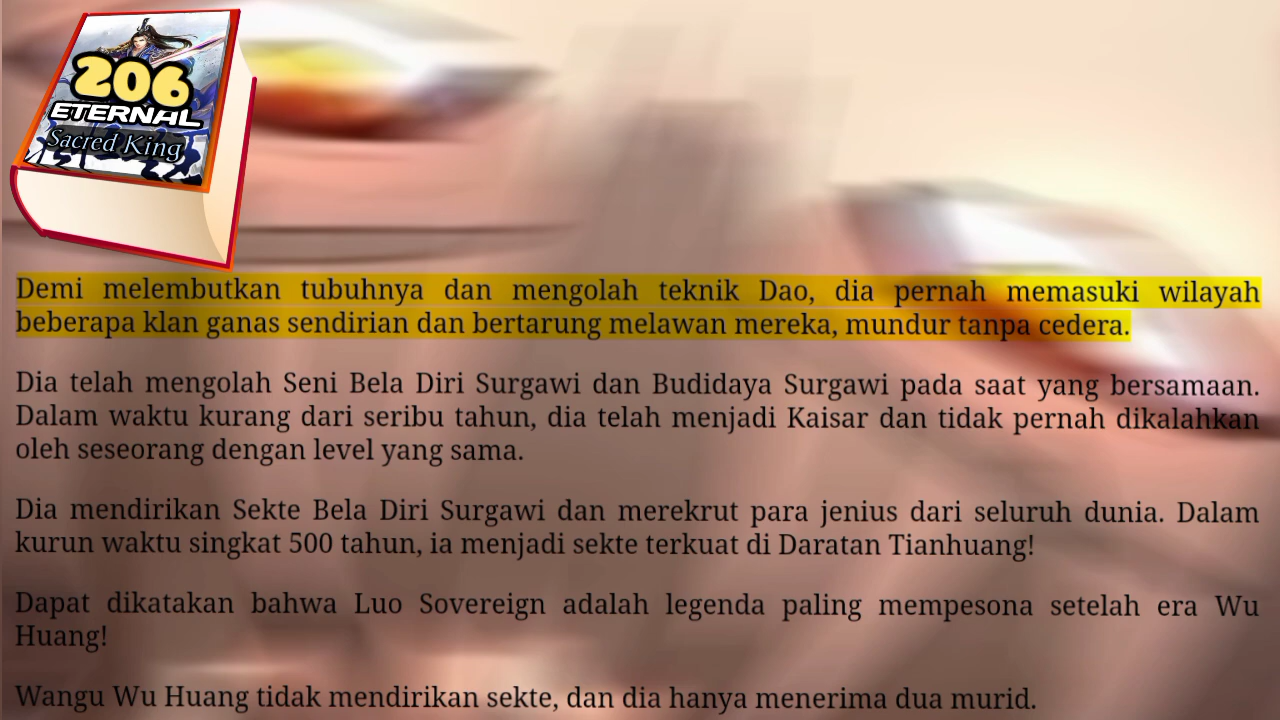 206
ETERNAL
Sacred King
Demi melembutkan tubuhnya dan mengolah teknik Dao, dia pernah memasuki wilayah
beberapa klan ganas sendirian dan bertarung melawan mereka, mundur tanpa cedera.
Dia telah mengolah Seni Bela Diri Surgawi dan Budidaya Surgawi pada saat yang bersamaan.
Dalam waktu kurang dari seribu tahun, dia telah menjadi Kaisar dan tidak pernah dikalahkan
oleh seseorang dengan level yang sama.
Dia mendirikan Sekte Bela Diri Surgawi dan merekrut para jenius dari seluruh dunia. Dalam
kurun waktu singkat 500 tahun, ia menjadi sekte terkuat di Daratan Tianhuang!
Dapat dikatakan bahwa Luo Sovereign adalah legenda paling mempesona setelah era Wu
Huang!
Wangu Wu Huang tidak mendirikan sekte, dan dia hanya menerima dua murid.